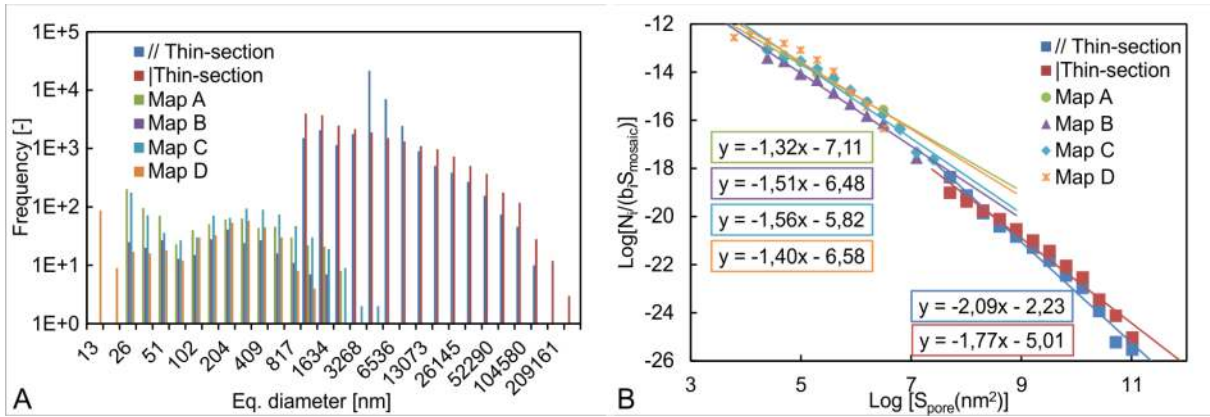 1E+5
1E+4
1E+3
1E+2
1E+1
1E+0
Frequency [-]
// Thin-section
|Thin-section
Map A
Map B
Map C
Map D
13
26
51
102
204
409
817
1634
3268
6536
13073
26145
52290
104580
209161
Eq. diameter [nm]
A
-12
-14
-16
-18
-20
-22
-24
-26
Log[Ni/(biSmosaic)]
// Thin-section
|Thin-section
Map A
Map B
Map C
Map D
y = -1,32x - 7,11
y = -1,51x - 6,48
y = -1,56x - 5,82
y = -1,40x - 6,58
y = -2,09x - 2,23
y = -1,77x - 5,01
3
5
7
9
11
Log [Spore(nm²)]
B